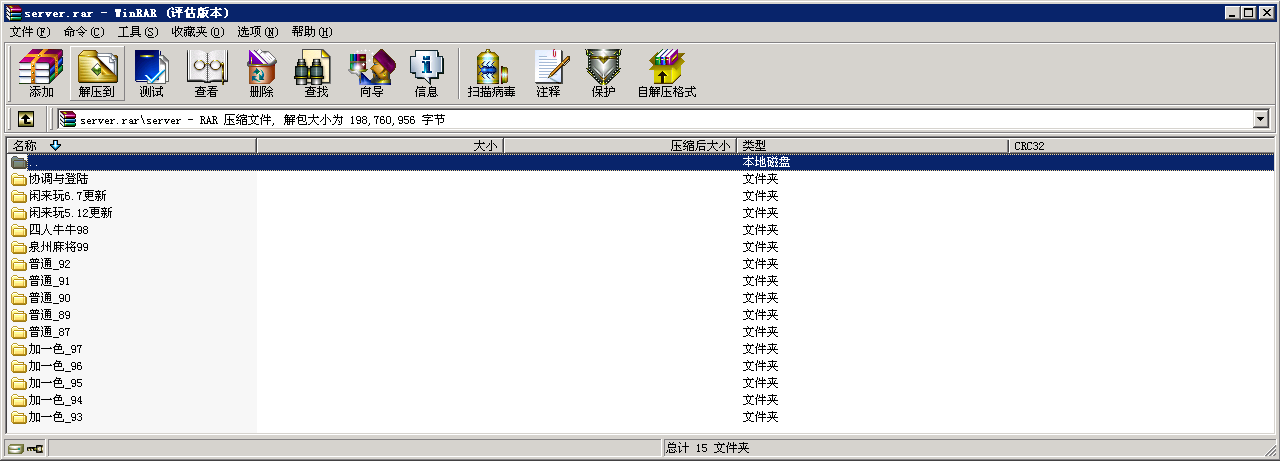 server.rar - WinRAR (评估版本)
文件(F) 命令(C) 工具(S) 收藏夹(O) 选项(N) 帮助(H)
添加 解压到 测试 查看 删除 查找 向导 信息 扫描病毒 注释 保护 自解压格式
server.rar\server - RAR 压缩文件, 解包大小为 198,760,956 字节
名称 大小 压缩后大小 类型 CRC32
.. 本地磁盘
协调与登陆 文件夹
闲来玩6.7更新 文件夹
闲来玩5.12更新 文件夹
四人牛牛98 文件夹
泉州麻将99 文件夹
普通_92 文件夹
普通_91 文件夹
普通_90 文件夹
普通_89 文件夹
普通_87 文件夹
加一色_97 文件夹
加一色_96 文件夹
加一色_95 文件夹
加一色_94 文件夹
加一色_93 文件夹
总计 15 文件夹